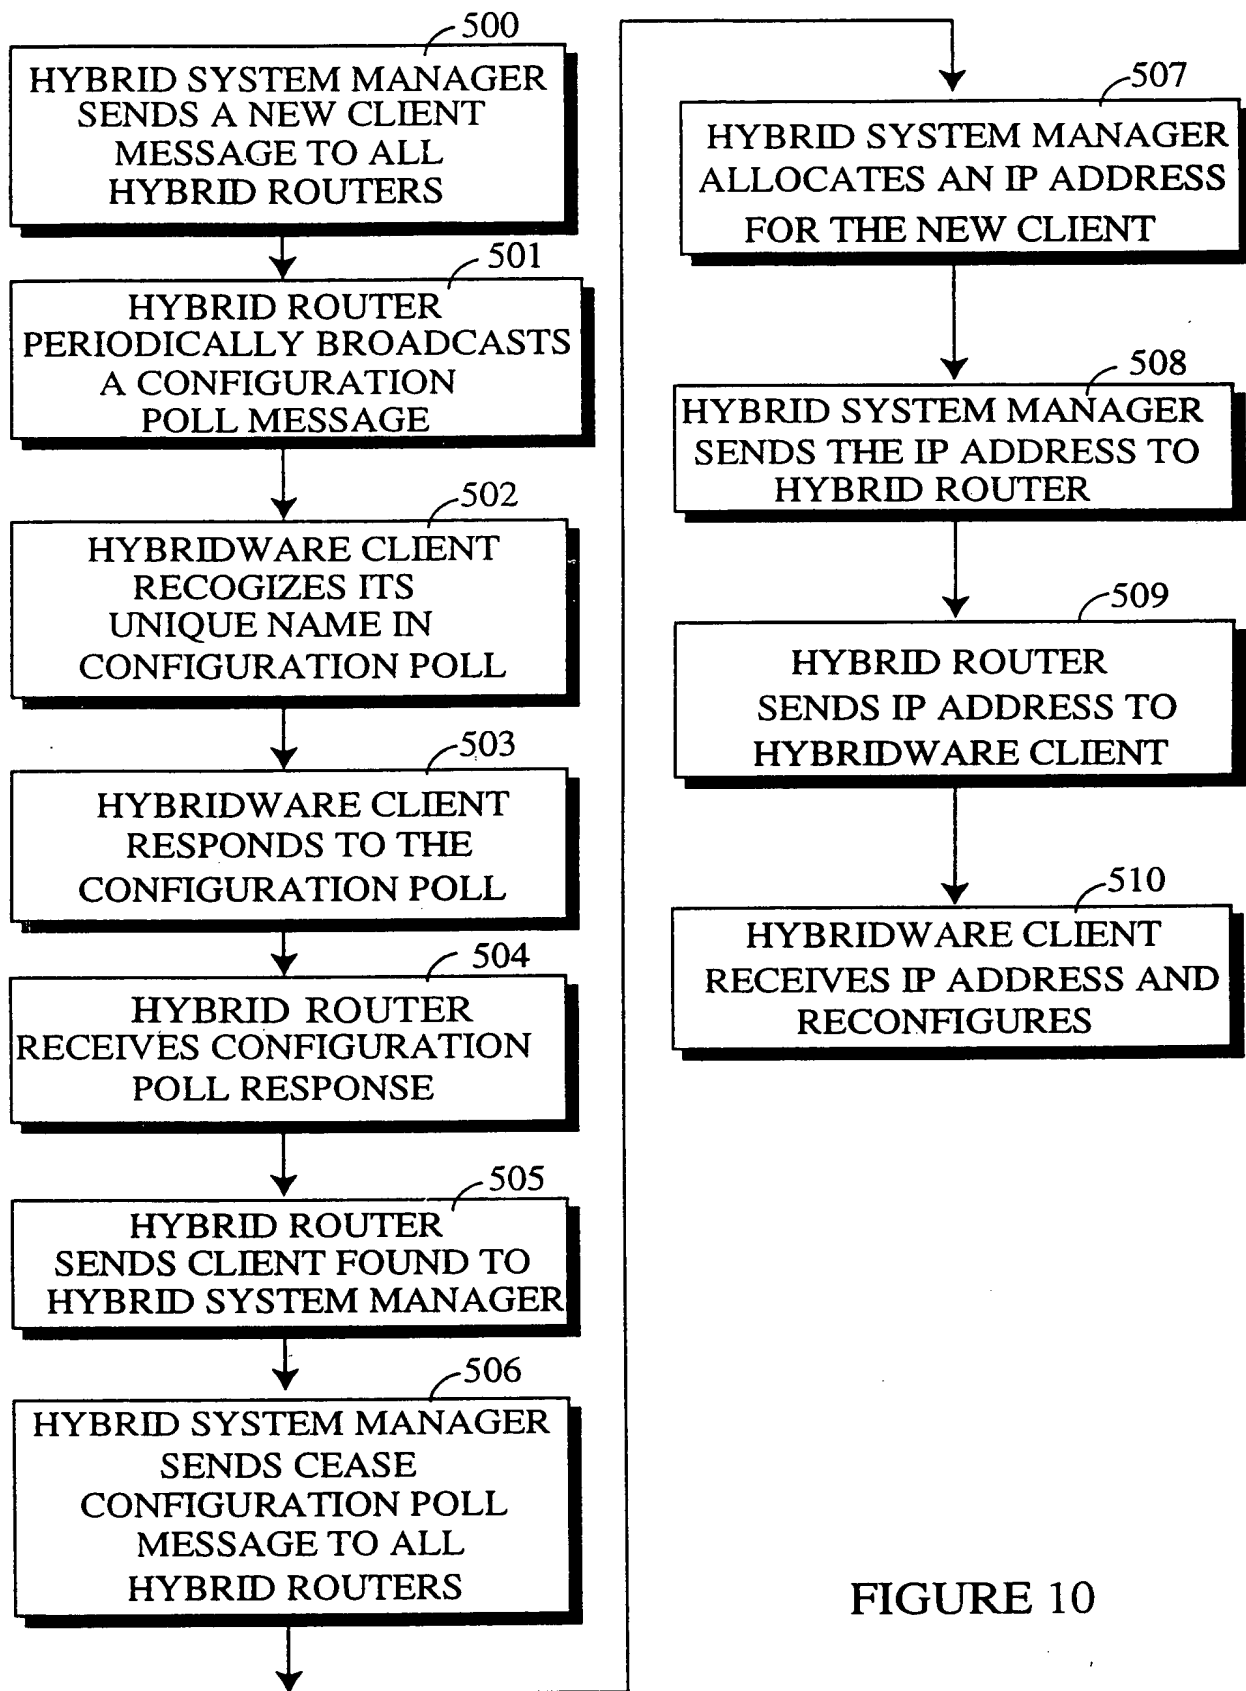 500
HYBRID SYSTEM MANAGER
SENDS A NEW CLIENT
MESSAGE TO ALL
HYBRID ROUTERS
501
HYBRID ROUTER
PERIODICALLY BROADCASTS
A CONFIGURATION
POLL MESSAGE
502
HYBRIDWARE CLIENT
RECOGIZES ITS
UNIQUE NAME IN
CONFIGURATION POLL
503
HYBRIDWARE CLIENT
RESPONDS TO THE
CONFIGURATION POLL
504
HYBRID ROUTER
RECEIVES CONFIGURATION
POLL RESPONSE
505
HYBRID ROUTER
SENDS CLIENT FOUND TO
HYBRID SYSTEM MANAGER
506
HYBRID SYSTEM MANAGER
SENDS CEASE
CONFIGURATION POLL
MESSAGE TO ALL
HYBRID ROUTERS
507
HYBRID SYSTEM MANAGER
ALLOCATES AN IP ADDRESS
FOR THE NEW CLIENT
508
HYBRID SYSTEM MANAGER
SENDS THE IP ADDRESS TO
HYBRID ROUTER
509
HYBRID ROUTER
SENDS IP ADDRESS TO
HYBRIDWARE CLIENT
510
HYBRIDWARE CLIENT
RECEIVES IP ADDRESS AND
RECONFIGURES
FIGURE 10